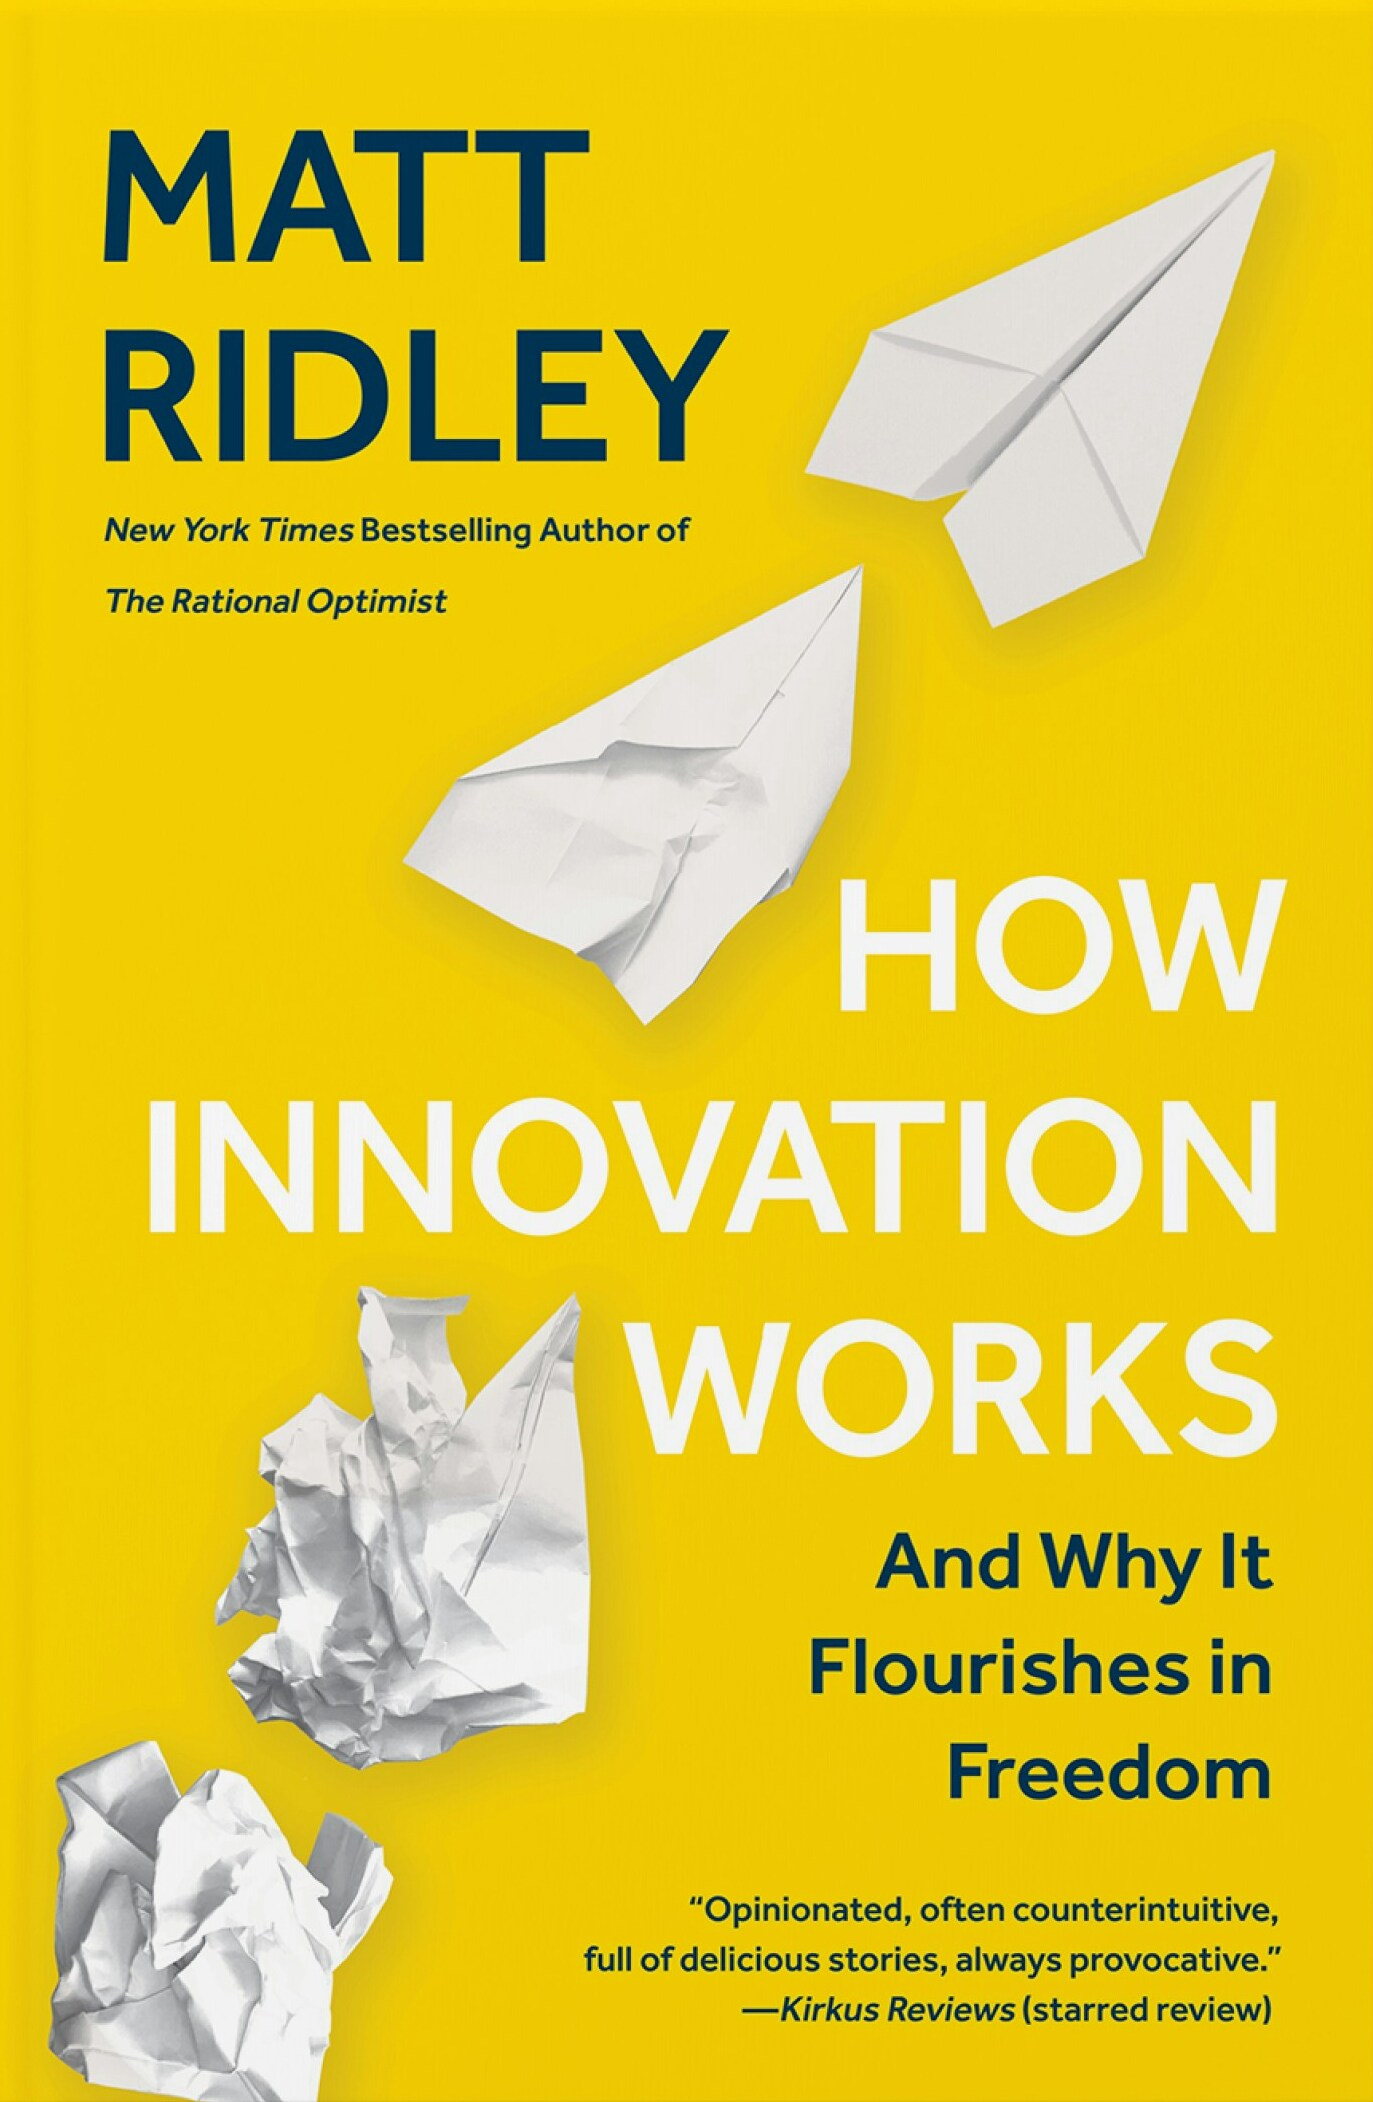 MATT
RIDLEY
New York Times Bestselling Author of
The Rational Optimist
HOW
INNOVATION
WORKS
And Why It
Flourishes in
Freedom
“Opinionated, often counterintuitive,
full of delicious stories, always provocative.”
—Kirkus Reviews (starred review)